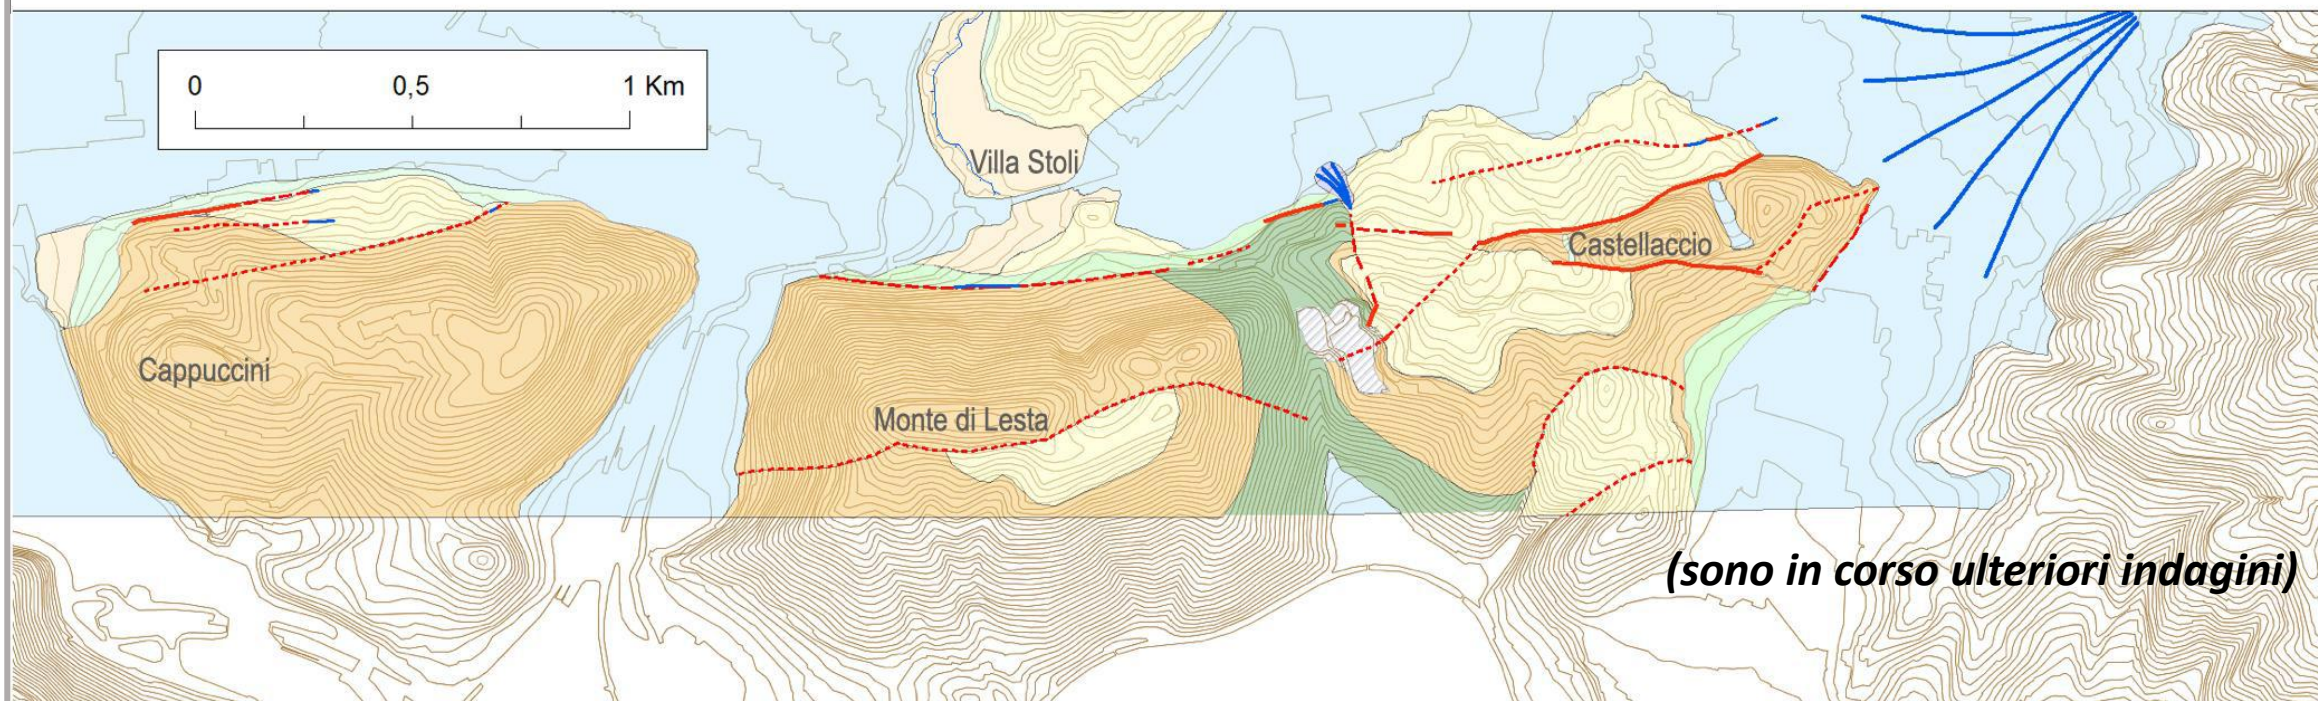 0 0,5 1 Km
Villa Stoli
Castellaccio
Cappuccini
Monte di Lesta
(sono in corso ulteriori indagini)